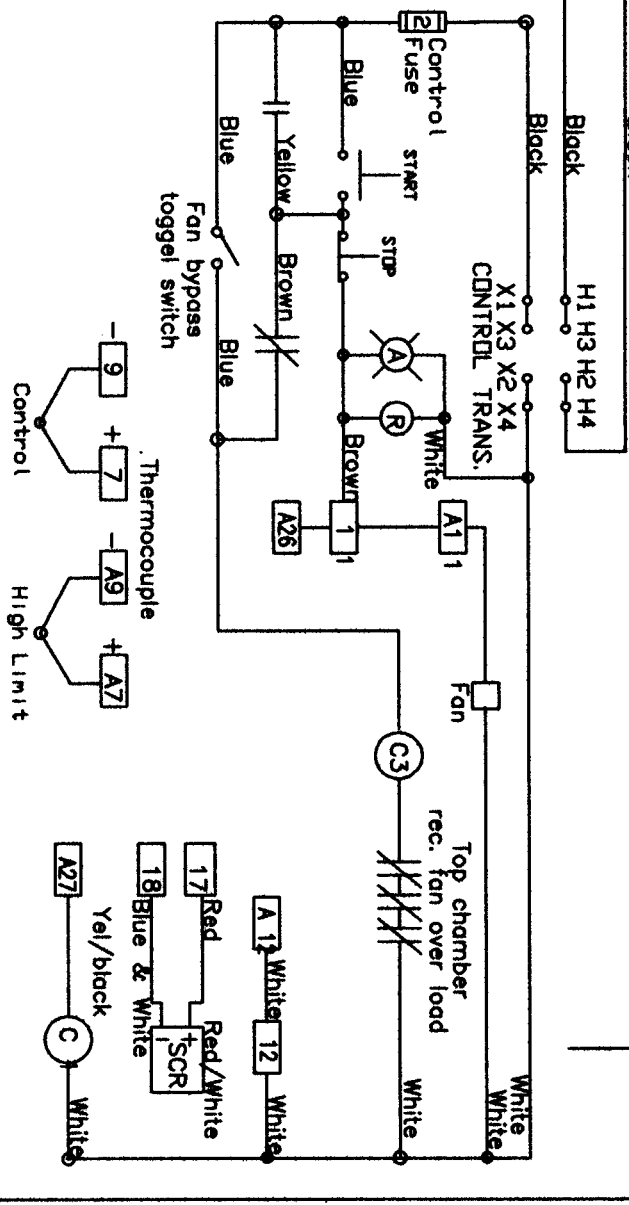 Black
Black
H1 H3 H2 H4
X1 X3 X2 X4
CONTROL TRANS.
2
Control
Fuse
Blue
START
STOP
A
R
White
Brown
Yellow
Brown
Blue
Fan bypass
toggel switch
Blue
1
1
A1
1
A26
Fan
C3
Top chamber
rec. fan over load
White
White
White
A 12
White
12
White
17
Red
Red/White
18
Blue & White
+
-
SCR
A27
Yel/black
C
White
Thermocouple
-
9
+
7
-
A9
+
A7
Control
High Limit